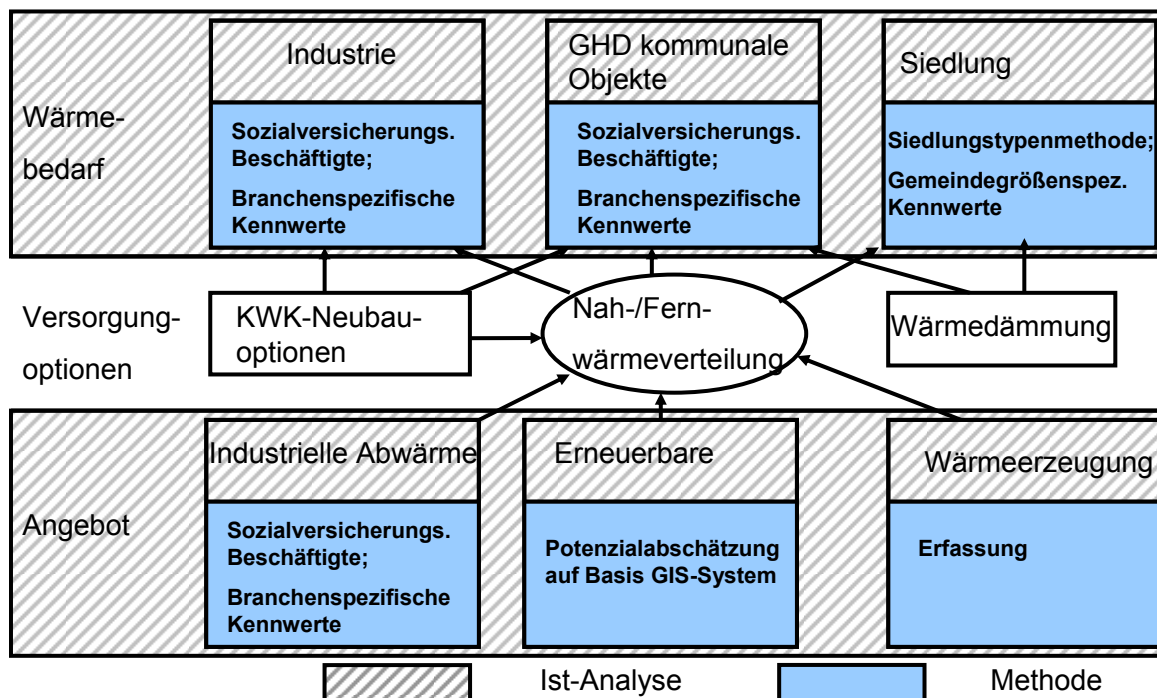 Wärme-
bedarf
Industrie
Sozialversicherungs.
Beschäftigte;
Branchenspezifische
Kennwerte
GHD kommunale
Objekte
Sozialversicherungs.
Beschäftigte;
Branchenspezifische
Kennwerte
Siedlung
Siedlungstypenmethode;
Gemeindegrößenspez.
Kennwerte
Versorgung-
optionen
KWK-Neubau-
optionen
Nah-/Fern-
wärmeverteilung
Wärmedämmung
Angebot
Industrielle Abwärme
Sozialversicherungs.
Beschäftigte;
Branchenspezifische
Kennwerte
Erneuerbare
Potenzialabschätzung
auf Basis GIS-System
Wärmeerzeugung
Erfassung
Ist-Analyse
Methode